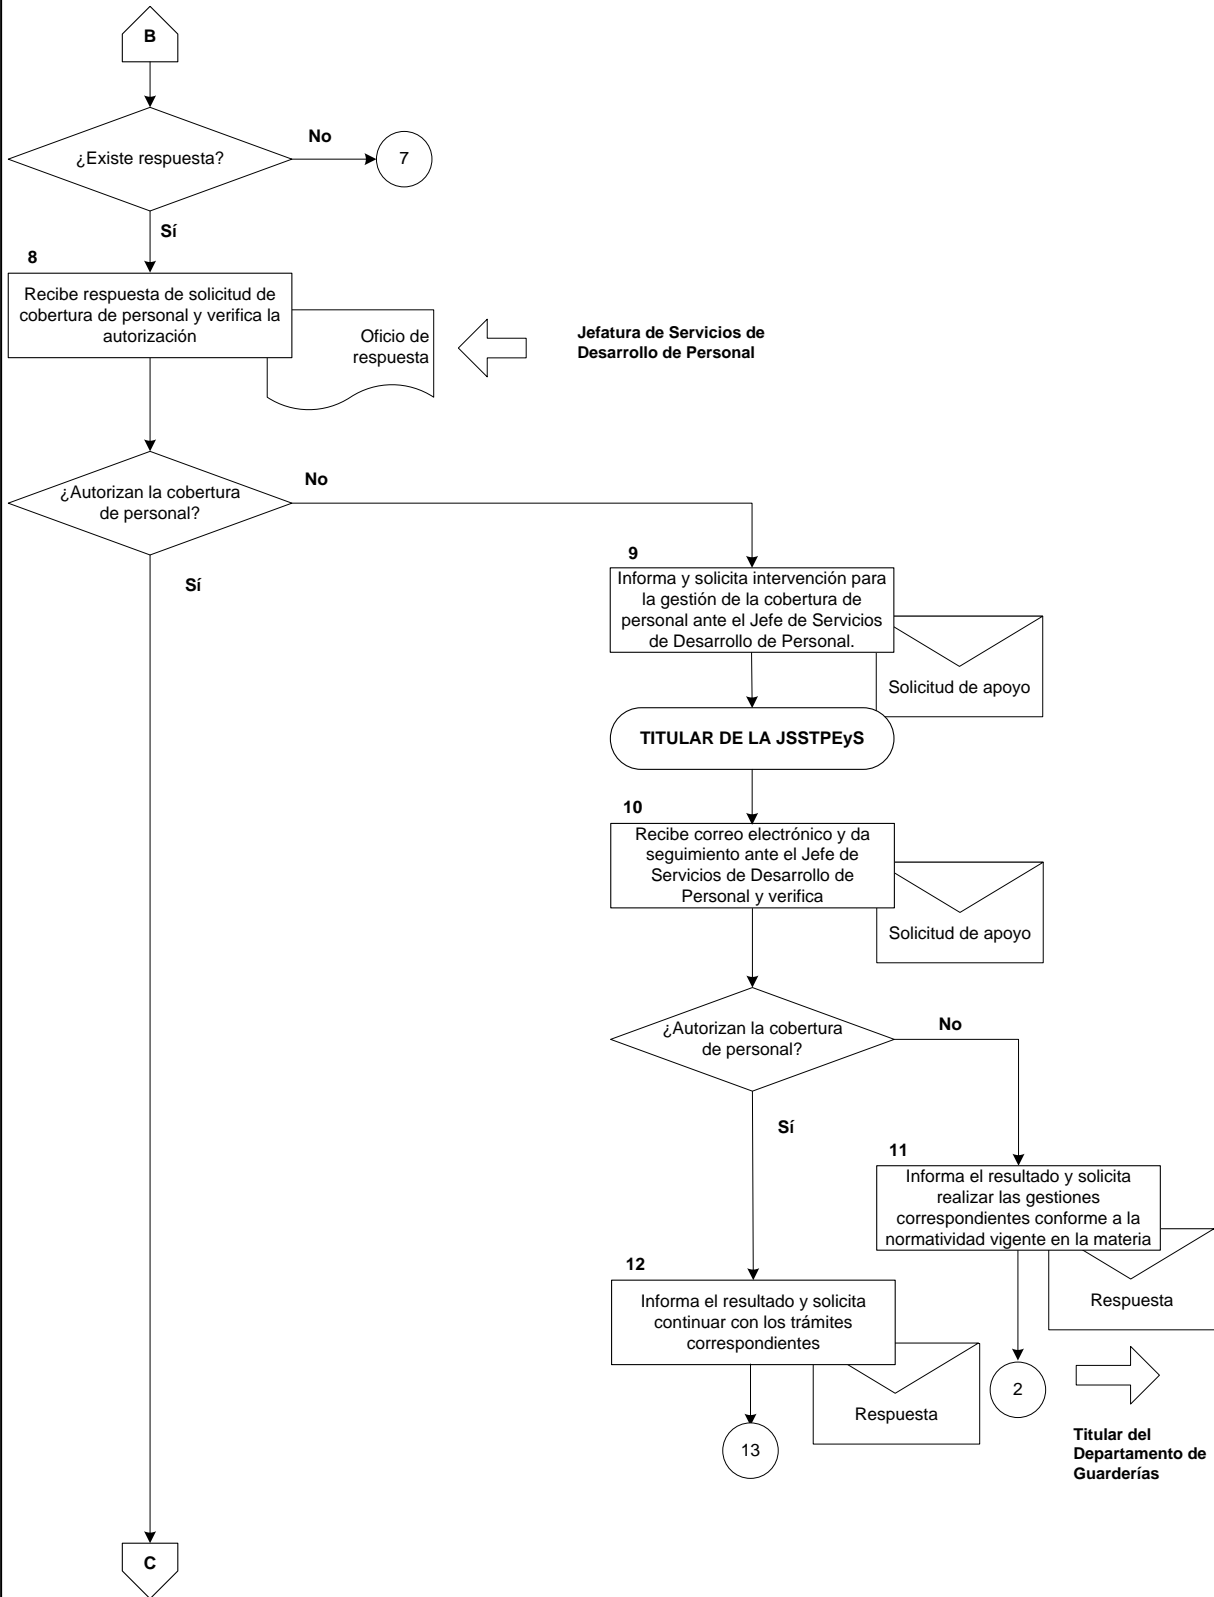 B
¿Existe respuesta?
No
7
Sí
8
Recibe respuesta de solicitud de
cobertura de personal y verifica la
autorización
Oficio de
respuesta
Jefatura de Servicios de
Desarrollo de Personal
¿Autorizan la cobertura
de personal?
No
Sí
9
Informa y solicita intervención para
la gestión de la cobertura de
personal ante el Jefe de Servicios
de Desarrollo de Personal.
Solicitud de apoyo
TITULAR DE LA JSSTPEyS
10
Recibe correo electrónico y da
seguimiento ante el Jefe de
Servicios de Desarrollo de
Personal y verifica
Solicitud de apoyo
¿Autorizan la cobertura
de personal?
No
Sí
11
Informa el resultado y solicita
realizar las gestiones
correspondientes conforme a la
normatividad vigente en la materia
Respuesta
12
Informa el resultado y solicita
continuar con los trámites
correspondientes
Respuesta
2
13
Titular del
Departamento de
Guarderías
C